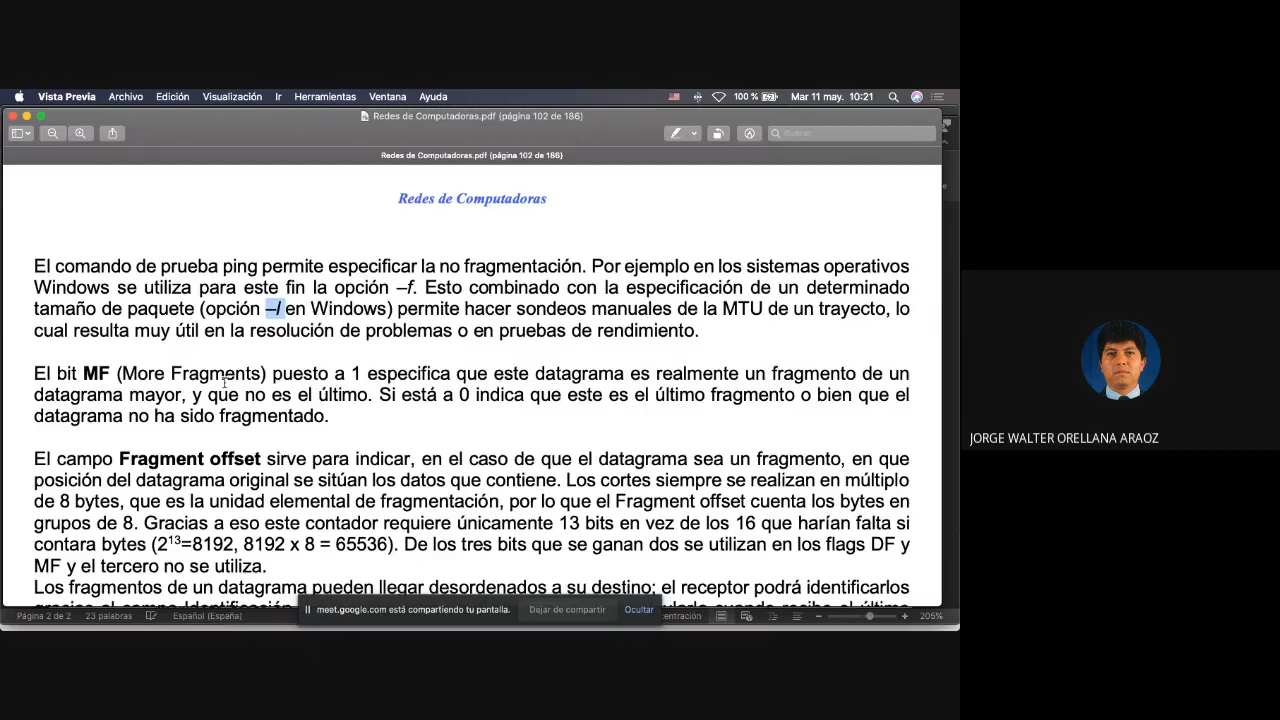 Vista Previa Archivo Edición Visualización Ir Herramientas Ventana Ayuda 100 % Mar 11 may. 10:21
Redes de Computadoras.pdf (página 102 de 186)
Buscar
Redes de Computadoras.pdf (página 102 de 186)
Redes de Computadoras
El comando de prueba ping permite especificar la no fragmentación. Por ejemplo en los sistemas operativos
Windows se utiliza para este fin la opción –f. Esto combinado con la especificación de un determinado
tamaño de paquete (opción –l en Windows) permite hacer sondeos manuales de la MTU de un trayecto, lo
cual resulta muy útil en la resolución de problemas o en pruebas de rendimiento.
El bit MF (More Fragments) puesto a 1 especifica que este datagrama es realmente un fragmento de un
datagrama mayor, y que no es el último. Si está a 0 indica que este es el último fragmento o bien que el
datagrama no ha sido fragmentado.
El campo Fragment offset sirve para indicar, en el caso de que el datagrama sea un fragmento, en que
posición del datagrama original se sitúan los datos que contiene. Los cortes siempre se realizan en múltiplo
de 8 bytes, que es la unidad elemental de fragmentación, por lo que el Fragment offset cuenta los bytes en
grupos de 8. Gracias a eso este contador requiere únicamente 13 bits en vez de los 16 que harían falta si
contara bytes (2¹³=8192, 8192 x 8 = 65536). De los tres bits que se ganan dos se utilizan en los flags DF y
MF y el tercero no se utiliza.
Los fragmentos de un datagrama pueden llegar desordenados a su destino; el receptor podrá identificarlos
meet.google.com está compartiendo tu pantalla. Dejar de compartir Ocultar
Página 2 de 2 23 palabras Español (España) 205%
JORGE WALTER ORELLANA ARAOZ